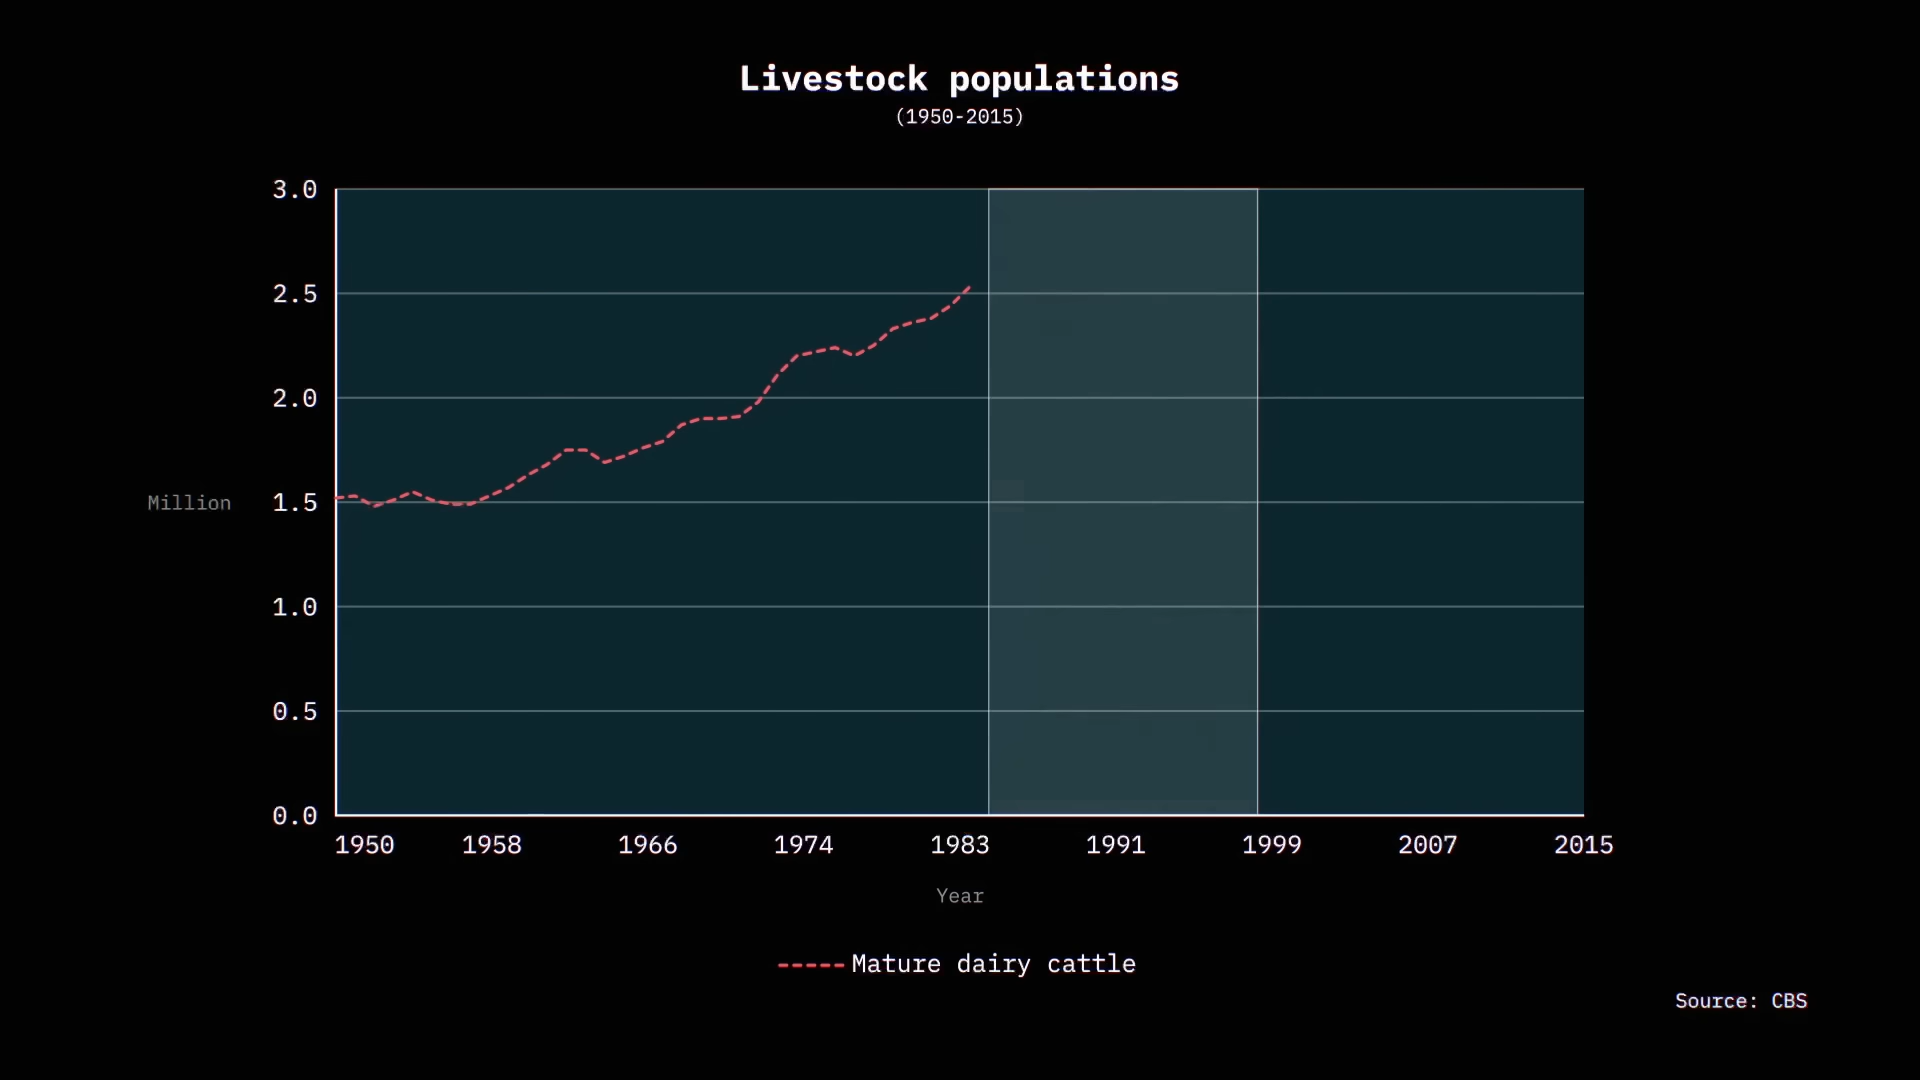 Livestock populations
(1950-2015)
3.0
2.5
2.0
Million 1.5
1.0
0.5
0.0
1950 1958 1966 1974 1983 1991 1999 2007 2015
Year
Mature dairy cattle
Source: CBS